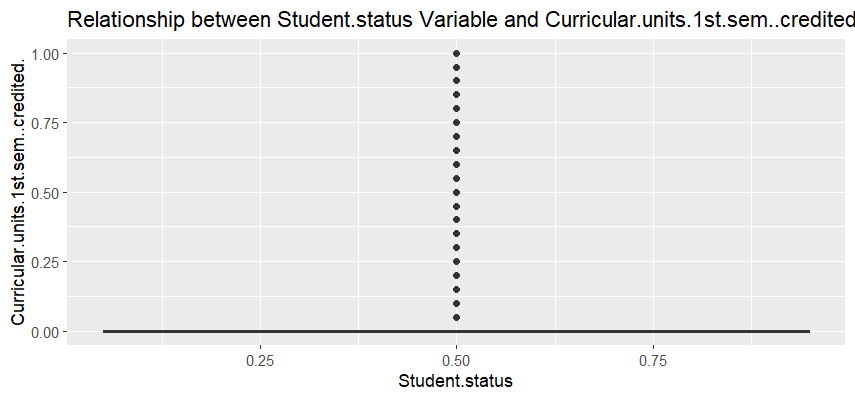 Relationship between Student.status Variable and Curricular.units.1st.sem..credited
Curricular.units.1st.sem..credited.
1.00
0.75
0.50
0.25
0.00
0.25
0.50
0.75
Student.status